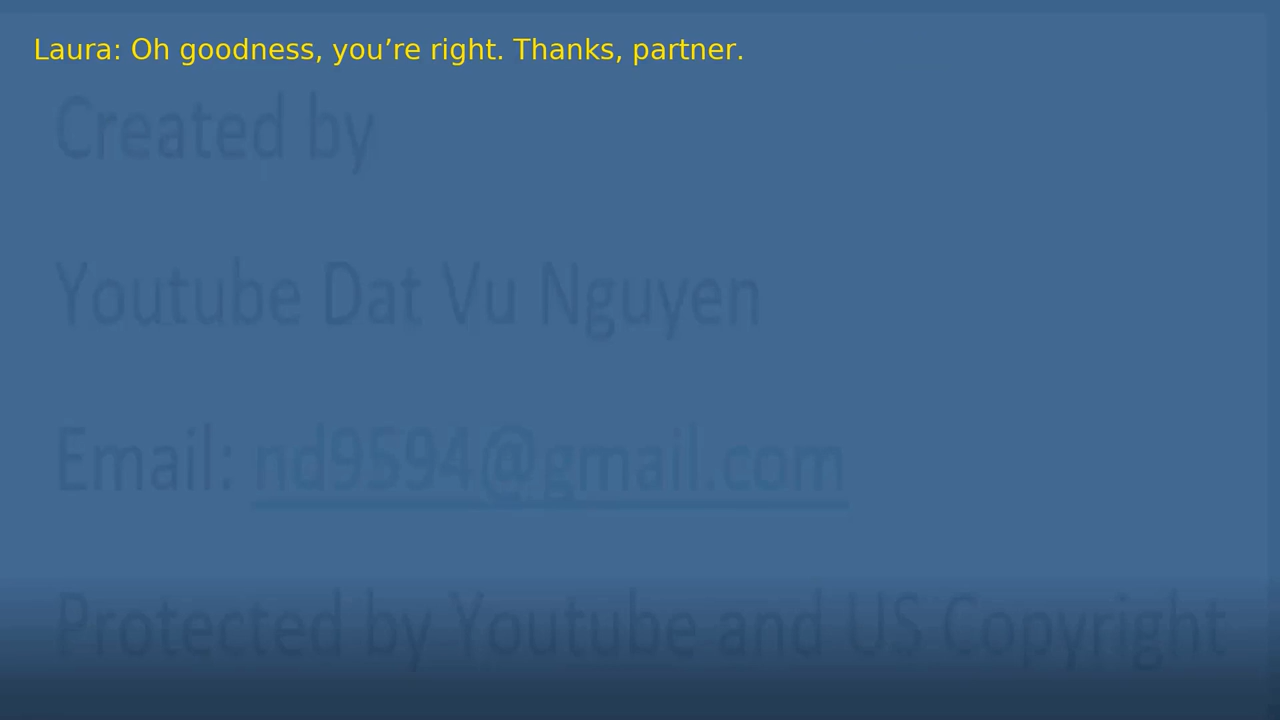 Laura: Oh goodness, you’re right. Thanks, partner.
Created by
Youtube Dat Vu Nguyen
Email: nd9594@gmail.com
Protected by Youtube and US Copyright